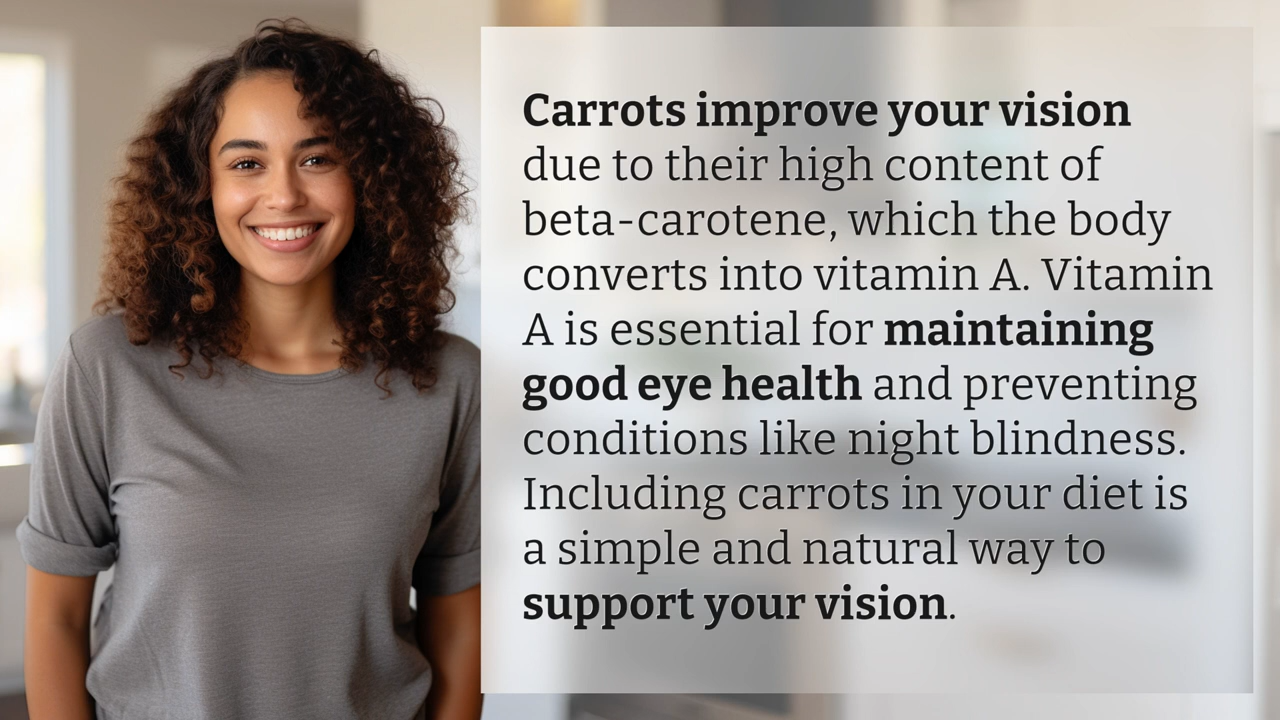 Carrots improve your vision
due to their high content of
beta-carotene, which the body
converts into vitamin A. Vitamin
A is essential for maintaining
good eye health and preventing
conditions like night blindness.
Including carrots in your diet is
a simple and natural way to
support your vision.